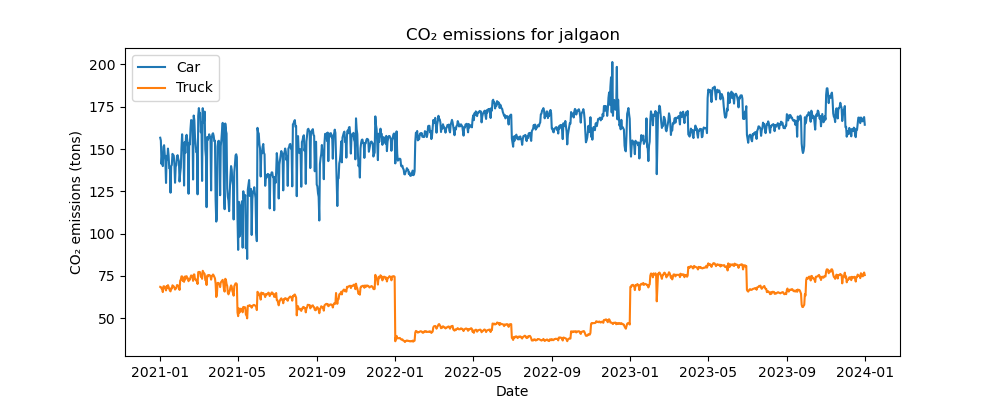 CO₂ emissions for jalgaon
Car
Truck
CO₂ emissions (tons)
200
175
150
125
100
75
50
2021-01 2021-05 2021-09 2022-01 2022-05 2022-09 2023-01 2023-05 2023-09 2024-01
Date